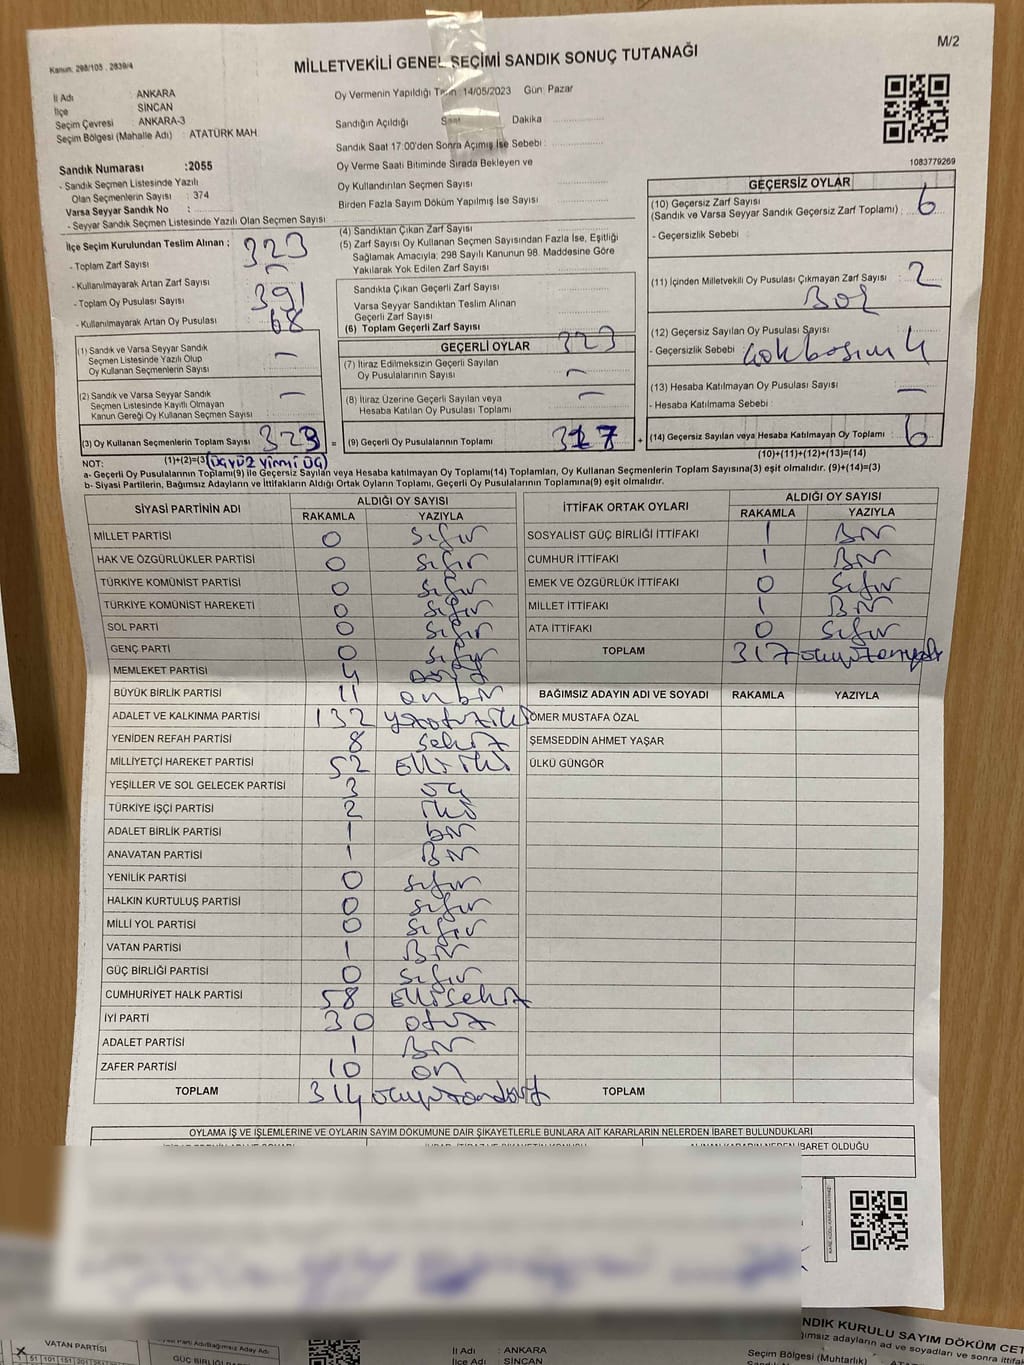 M/2
Kanun: 298/105 . 2839/4
MİLLETVEKİLİ GENEL SEÇİMİ SANDIK SONUÇ TUTANAĞI
İl Adı : ANKARA
İlçe : SİNCAN
Seçim Çevresi : ANKARA-3
Seçim Bölgesi (Mahalle Adı) : ATATÜRK MAH
Oy Vermenin Yapıldığı 14/05/2023 Gün: Pazar
Sandığın Açıldığı Dakika
Sandık Saat 17:00'den Sonra Açılmış İse Sebebi :
Oy Verme Saati Bitiminde Sırada Bekleyen ve
Oy Kullandırılan Seçmen Sayısı
Birden Fazla Sayım Döküm Yapılmış İse Sayısı
1083779269
Sandık Numarası :2055
- Sandık Seçmen Listesinde Yazılı
Olan Seçmenlerin Sayısı : 374
Varsa Seyyar Sandık No :
- Seyyar Sandık Seçmen Listesinde Yazılı Olan Seçmen Sayısı
İlçe Seçim Kurulundan Teslim Alınan :
- Toplam Zarf Sayısı 323
- Kullanılmayarak Artan Zarf Sayısı —
- Toplam Oy Pusulası Sayısı 391
- Kullanılmayarak Artan Oy Pusulası 68
(1) Sandık ve Varsa Seyyar Sandık
Seçmen Listesinde Yazılı Olup
Oy Kullanan Seçmenlerin Sayısı —
(2) Sandık ve Varsa Seyyar Sandık
Seçmen Listesinde Kayıtlı Olmayan
Kanun Gereği Oy Kullanan Seçmen Sayısı : —
(3) Oy Kullanan Seçmenlerin Toplam Sayısı 323 =
(4) Sandıktan Çıkan Zarf Sayısı
(5) Zarf Sayısı Oy Kullanan Seçmen Sayısından Fazla İse, Eşitliği
Sağlamak Amacıyla; 298 Sayılı Kanunun 98. Maddesine Göre
Yakılarak Yok Edilen Zarf Sayısı
Sandıkta Çıkan Geçerli Zarf Sayısı
Varsa Seyyar Sandıktan Teslim Alınan
Geçerli Zarf Sayısı
(6) Toplam Geçerli Zarf Sayısı
GEÇERLİ OYLAR 323
(7) İtiraz Edilmeksizin Geçerli Sayılan
Oy Pusulalarının Sayısı —
(8) İtiraz Üzerine Geçerli Sayılan veya
Hesaba Katılan Oy Pusulası Toplamı —
(9) Geçerli Oy Pusulalarının Toplamı 317 +
GEÇERSİZ OYLAR
(10) Geçersiz Zarf Sayısı
(Sandık ve Varsa Seyyar Sandık Geçersiz Zarf Toplamı) 6
- Geçersizlik Sebebi
(11) İçinden Milletvekili Oy Pusulası Çıkmayan Zarf Sayısı : 2
Boş
(12) Geçersiz Sayılan Oy Pusulası Sayısı
- Geçersizlik Sebebi 4
(13) Hesaba Katılmayan Oy Pusulası Sayısı —
- Hesaba Katılmama Sebebi :
(14) Geçersiz Sayılan veya Hesaba Katılmayan Oy Toplamı : 6
(10)+(11)+(12)+(13)=(14)
NOT: (1)+(2)=(3) (ÜÇYÜZ YİRMİ ÜÇ)
a- Geçerli Oy Pusulalarının Toplamı(9) ile Geçersiz Sayılan veya Hesaba katılmayan Oy Toplamı(14) Toplamları, Oy Kullanan Seçmenlerin Toplam Sayısına(3) eşit olmalıdır. (9)+(14)=(3)
b- Siyasi Partilerin, Bağımsız Adayların ve İttifakların Aldığı Ortak Oyların Toplamı, Geçerli Oy Pusulalarının Toplamına(9) eşit olmalıdır.
SİYASİ PARTİNİN ADI ALDIĞI OY SAYISI
RAKAMLA YAZIYLA
MİLLET PARTİSİ 0 sıfır
HAK VE ÖZGÜRLÜKLER PARTİSİ 0 sıfır
TÜRKİYE KOMÜNİST PARTİSİ 0 sıfır
TÜRKİYE KOMÜNİST HAREKETİ 0 sıfır
SOL PARTİ 0 sıfır
GENÇ PARTİ 0 sıfır
MEMLEKET PARTİSİ 4 dört
BÜYÜK BİRLİK PARTİSİ 11 onbir
ADALET VE KALKINMA PARTİSİ 132 yüzotuziki
YENİDEN REFAH PARTİSİ 8 sekiz
MİLLİYETÇİ HAREKET PARTİSİ 52 Elliiki
YEŞİLLER VE SOL GELECEK PARTİSİ 3 üç
TÜRKİYE İŞÇİ PARTİSİ 2 iki
ADALET BİRLİK PARTİSİ 1 bir
ANAVATAN PARTİSİ 1 Bir
YENİLİK PARTİSİ 0 sıfır
HALKIN KURTULUŞ PARTİSİ 0 sıfır
MİLLİ YOL PARTİSİ 0 sıfır
VATAN PARTİSİ 1 Bir
GÜÇ BİRLİĞİ PARTİSİ 0 sıfır
CUMHURİYET HALK PARTİSİ 58 Ellisekiz
İYİ PARTİ 30 otuz
ADALET PARTİSİ 1 Bir
ZAFER PARTİSİ 10 on
TOPLAM 314 üçyüzondört
İTTİFAK ORTAK OYLARI ALDIĞI OY SAYISI
RAKAMLA YAZIYLA
SOSYALİST GÜÇ BİRLİĞİ İTTİFAKI 1 Bir
CUMHUR İTTİFAKI 1 Bir
EMEK VE ÖZGÜRLÜK İTTİFAKI 0 sıfır
MİLLET İTTİFAKI 1 Bir
ATA İTTİFAKI 0 sıfır
TOPLAM 317 üçyüzonyedi
BAĞIMSIZ ADAYIN ADI VE SOYADI RAKAMLA YAZIYLA
ÖMER MUSTAFA ÖZAL
ŞEMSEDDİN AHMET YAŞAR
ÜLKÜ GÜNGÖR
TOPLAM
OYLAMA İŞ VE İŞLEMLERİNE VE OYLARIN SAYIM DÖKÜMUNE DAİR ŞİKAYETLERLE BUNLARA AİT KARARLARIN NELERDEN İBARET BULUNDUKLARI
İBARET OLDUĞU
VATAN PARTİSİ
51 101 151 201
Parti Adı/Bağımsız Aday Adı
GÜÇ
İl Adı : ANKARA
İlçe Adı : SİNCAN
NDIK KURULU SAYIM DÖKÜM CET
ğımsız adayların ad ve soyadları ve sonra ittifa
Seçim Bölgesi (Muhtarlık)